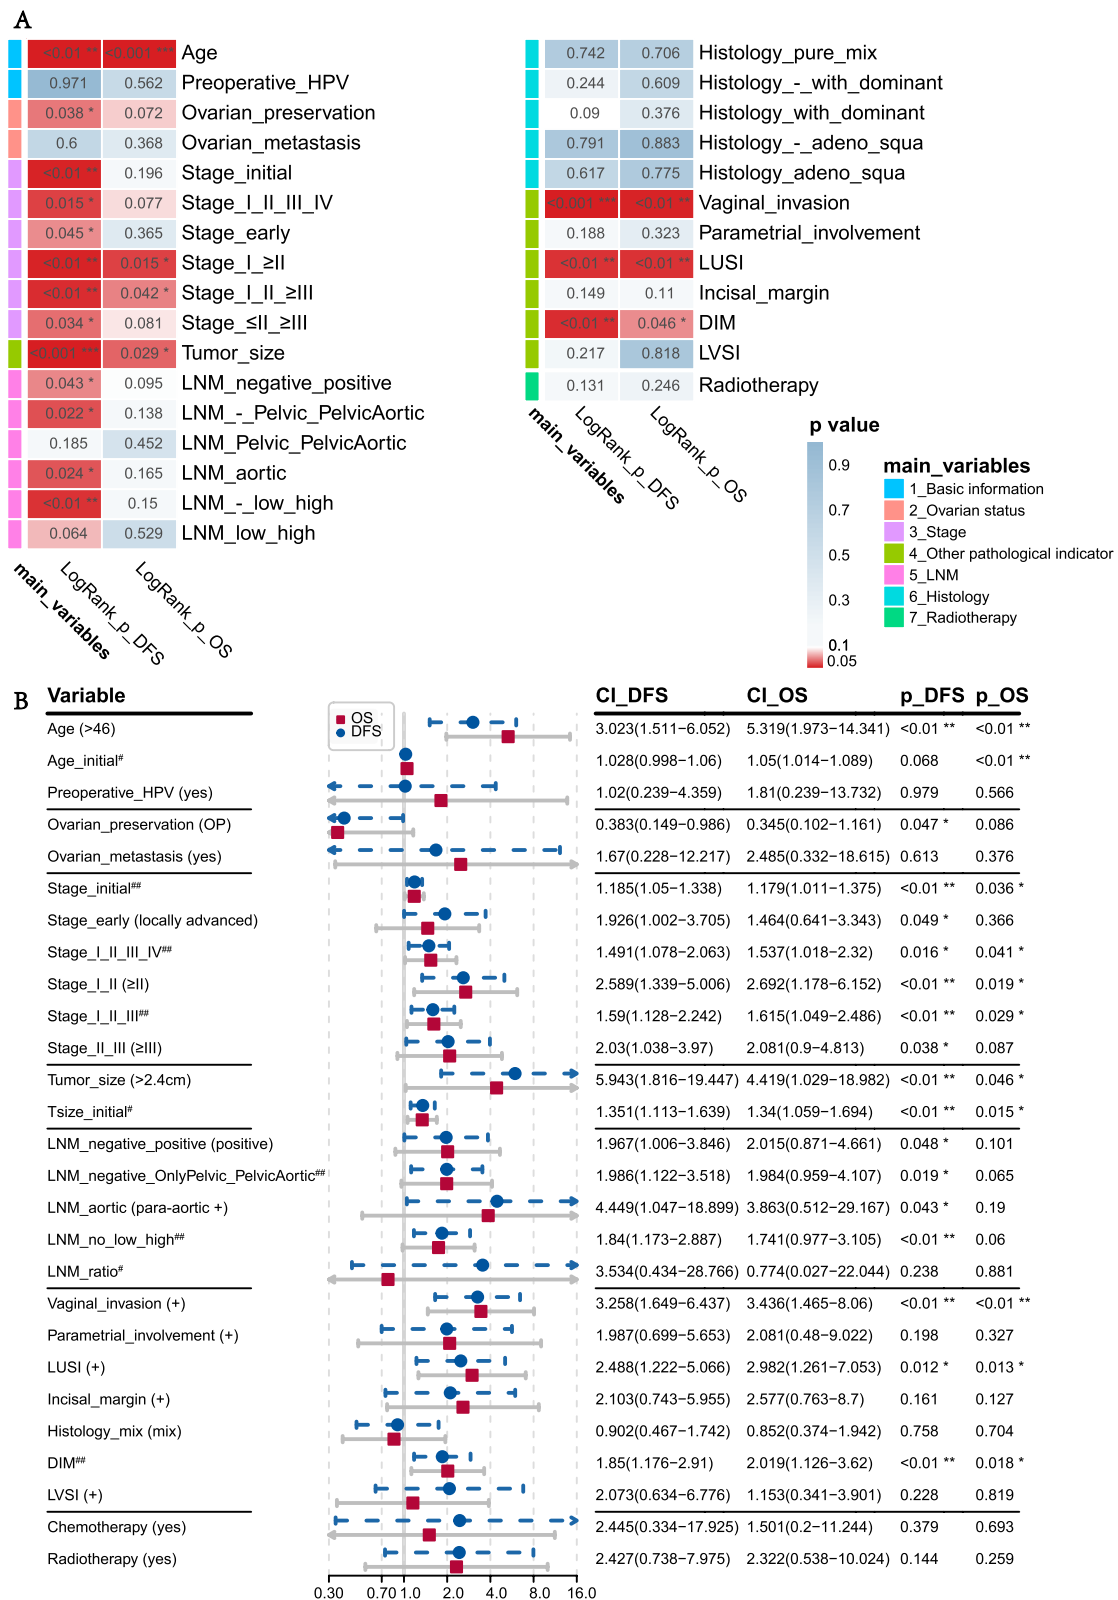 A
<0.01 ** <0.001 *** Age
0.971 0.562 Preoperative_HPV
0.038 * 0.072 Ovarian_preservation
0.6 0.368 Ovarian_metastasis
<0.01 ** 0.196 Stage_initial
0.015 * 0.077 Stage_I_II_III_IV
0.045 * 0.365 Stage_early
<0.01 ** 0.015 * Stage_I_≥II
<0.01 ** 0.042 * Stage_I_II_≥III
0.034 * 0.081 Stage_≤II_≥III
<0.001 *** 0.029 * Tumor_size
0.043 * 0.095 LNM_negative_positive
0.022 * 0.138 LNM_-_Pelvic_PelvicAortic
0.185 0.452 LNM_Pelvic_PelvicAortic
0.024 * 0.165 LNM_aortic
<0.01 ** 0.15 LNM_-_low_high
0.064 0.529 LNM_low_high
main_variables LogRank_p_DFS LogRank_p_OS
0.742 0.706 Histology_pure_mix
0.244 0.609 Histology_-_with_dominant
0.09 0.376 Histology_with_dominant
0.791 0.883 Histology_-_adeno_squa
0.617 0.775 Histology_adeno_squa
<0.001 *** <0.01 ** Vaginal_invasion
0.188 0.323 Parametrial_involvement
<0.01 ** <0.01 ** LUSI
0.149 0.11 Incisal_margin
<0.01 ** 0.046 * DIM
0.217 0.818 LVSI
0.131 0.246 Radiotherapy
main_variables LogRank_p_DFS LogRank_p_OS
p value
0.9
0.7
0.5
0.3
0.1
0.05
main_variables
1_Basic information
2_Ovarian status
3_Stage
4_Other pathological indicator
5_LNM
6_Histology
7_Radiotherapy
B Variable CI_DFS CI_OS p_DFS p_OS
OS
DFS
Age (>46) 3.023(1.511−6.052) 5.319(1.973−14.341) <0.01 ** <0.01 **
Age_initial# 1.028(0.998−1.06) 1.05(1.014−1.089) 0.068 <0.01 **
Preoperative_HPV (yes) 1.02(0.239−4.359) 1.81(0.239−13.732) 0.979 0.566
Ovarian_preservation (OP) 0.383(0.149−0.986) 0.345(0.102−1.161) 0.047 * 0.086
Ovarian_metastasis (yes) 1.67(0.228−12.217) 2.485(0.332−18.615) 0.613 0.376
Stage_initial## 1.185(1.05−1.338) 1.179(1.011−1.375) <0.01 ** 0.036 *
Stage_early (locally advanced) 1.926(1.002−3.705) 1.464(0.641−3.343) 0.049 * 0.366
Stage_I_II_III_IV## 1.491(1.078−2.063) 1.537(1.018−2.32) 0.016 * 0.041 *
Stage_I_II (≥II) 2.589(1.339−5.006) 2.692(1.178−6.152) <0.01 ** 0.019 *
Stage_I_II_III## 1.59(1.128−2.242) 1.615(1.049−2.486) <0.01 ** 0.029 *
Stage_II_III (≥III) 2.03(1.038−3.97) 2.081(0.9−4.813) 0.038 * 0.087
Tumor_size (>2.4cm) 5.943(1.816−19.447) 4.419(1.029−18.982) <0.01 ** 0.046 *
Tsize_initial# 1.351(1.113−1.639) 1.34(1.059−1.694) <0.01 ** 0.015 *
LNM_negative_positive (positive) 1.967(1.006−3.846) 2.015(0.871−4.661) 0.048 * 0.101
LNM_negative_OnlyPelvic_PelvicAortic## 1.986(1.122−3.518) 1.984(0.959−4.107) 0.019 * 0.065
LNM_aortic (para-aortic +) 4.449(1.047−18.899) 3.863(0.512−29.167) 0.043 * 0.19
LNM_no_low_high## 1.84(1.173−2.887) 1.741(0.977−3.105) <0.01 ** 0.06
LNM_ratio# 3.534(0.434−28.766) 0.774(0.027−22.044) 0.238 0.881
Vaginal_invasion (+) 3.258(1.649−6.437) 3.436(1.465−8.06) <0.01 ** <0.01 **
Parametrial_involvement (+) 1.987(0.699−5.653) 2.081(0.48−9.022) 0.198 0.327
LUSI (+) 2.488(1.222−5.066) 2.982(1.261−7.053) 0.012 * 0.013 *
Incisal_margin (+) 2.103(0.743−5.955) 2.577(0.763−8.7) 0.161 0.127
Histology_mix (mix) 0.902(0.467−1.742) 0.852(0.374−1.942) 0.758 0.704
DIM## 1.85(1.176−2.91) 2.019(1.126−3.62) <0.01 ** 0.018 *
LVSI (+) 2.073(0.634−6.776) 1.153(0.341−3.901) 0.228 0.819
Chemotherapy (yes) 2.445(0.334−17.925) 1.501(0.2−11.244) 0.379 0.693
Radiotherapy (yes) 2.427(0.738−7.975) 2.322(0.538−10.024) 0.144 0.259
0.30 0.70 1.0 2.0 4.0 8.0 16.0